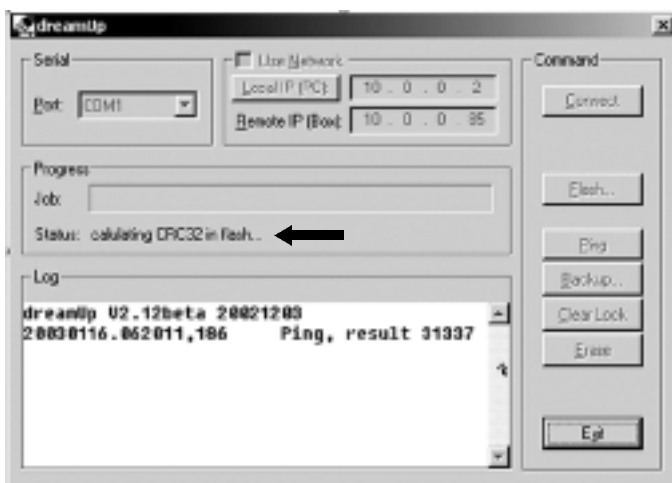 dreamUp
Serial
Port: COM1
Use Network
Local IP (PC): 10 . 0 . 0 . 2
Remote IP (Box): 10 . 0 . 0 . 85
Command
Connect
Flash...
Ping
Backup...
Clear Lock
Erase
Exit
Progress
Job:
Status: calulating CRC32 in flash...
Log
dreamUp V2.12beta 20021203
20030116.062011,186 Ping, result 31337